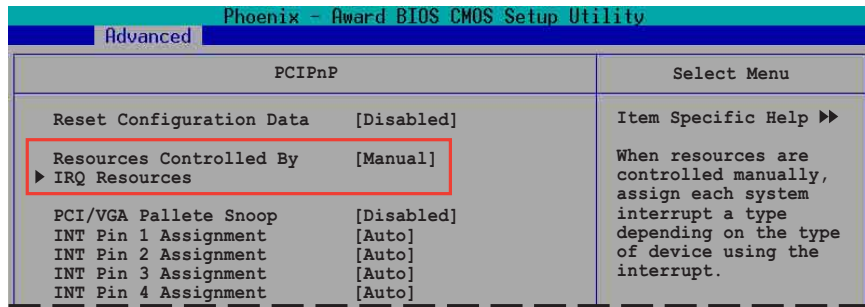 Phoenix - Award BIOS CMOS Setup Utility
Advanced
PCIPnP
Select Menu
Reset Configuration Data [Disabled]
Resources Controlled By [Manual]
IRQ Resources
PCI/VGA Pallete Snoop [Disabled]
INT Pin 1 Assignment [Auto]
INT Pin 2 Assignment [Auto]
INT Pin 3 Assignment [Auto]
INT Pin 4 Assignment [Auto]
Item Specific Help
When resources are
controlled manually,
assign each system
interrupt a type
depending on the type
of device using the
interrupt.